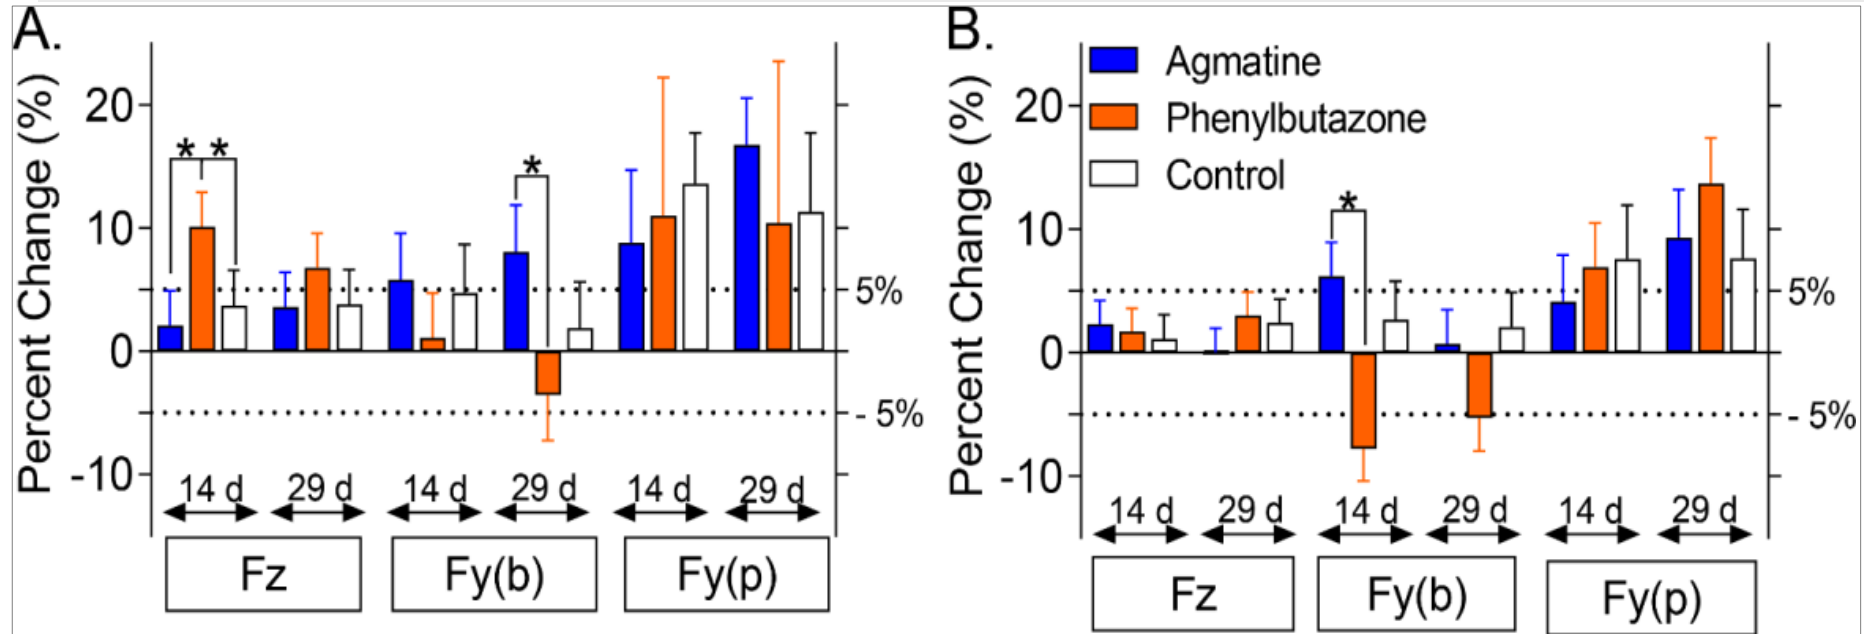 A.
Percent Change (%)
20
10
0
-10
5%
- 5%
* *
*
14 d 29 d 14 d 29 d 14 d 29 d
Fz Fy(b) Fy(p)
B.
Percent Change (%)
20
10
0
-10
Agmatine
Phenylbutazone
Control
5%
- 5%
*
14 d 29 d 14 d 29 d 14 d 29 d
Fz Fy(b) Fy(p)